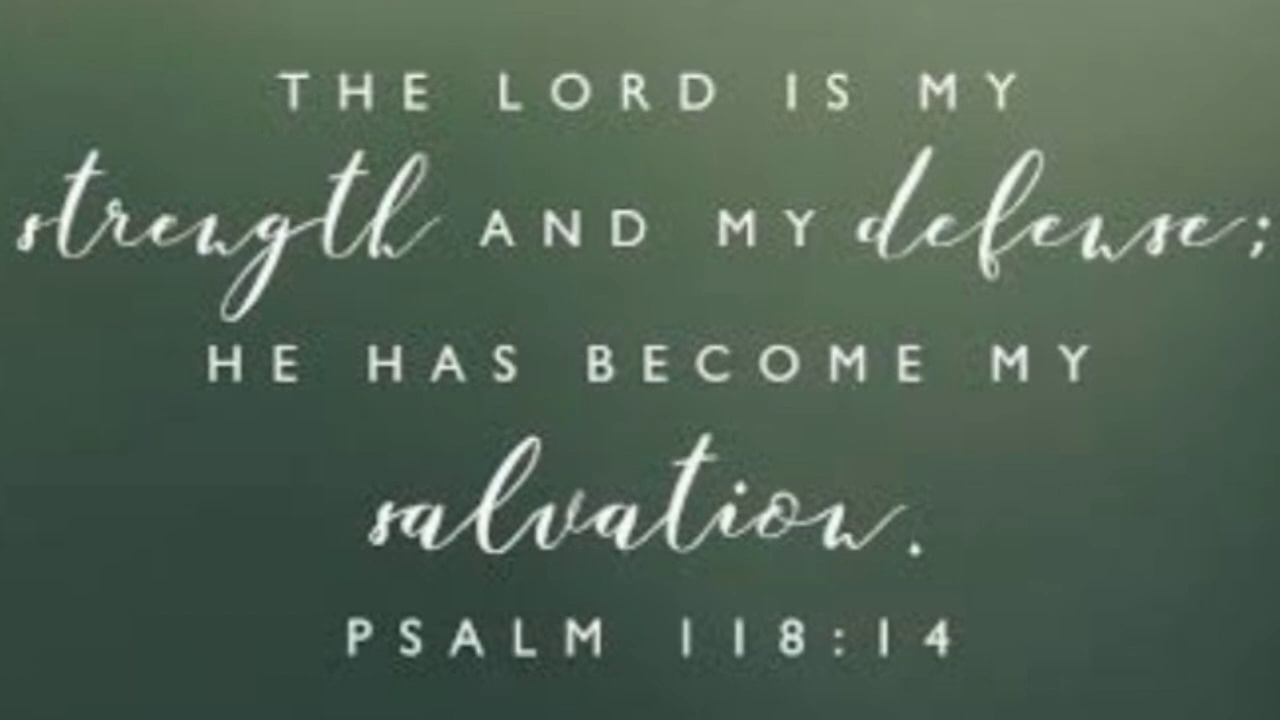 THE LORD IS MY
strength AND MY defense;
HE HAS BECOME MY
salvation.
PSALM 118:14